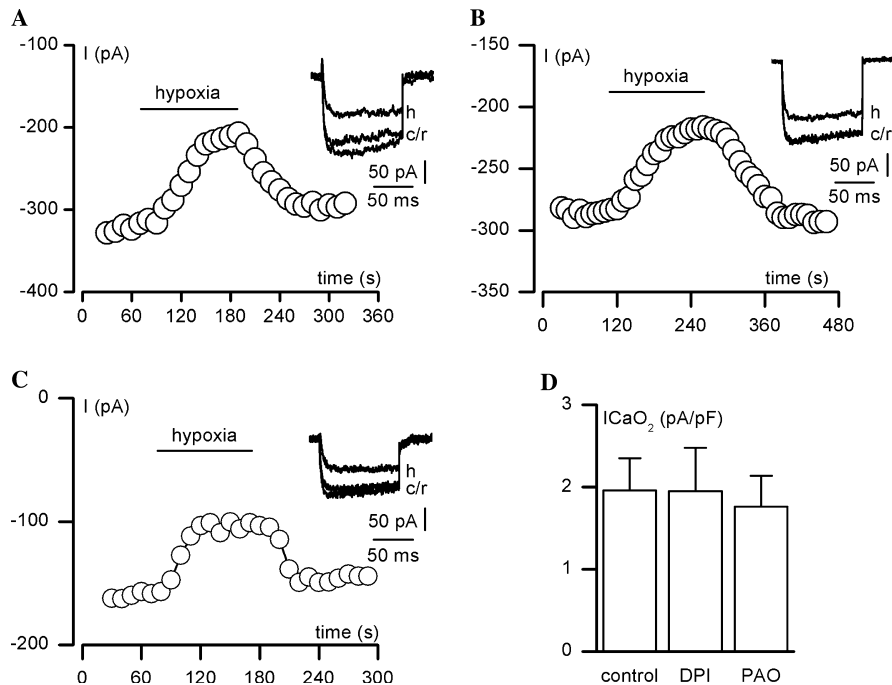 A
I (pA)
-100
-200
-300
-400
hypoxia
h
c/r
50 pA
50 ms
time (s)
0 60 120 180 240 300 360
B
I (pA)
-150
-200
-250
-300
-350
hypoxia
h
c/r
50 pA
50 ms
time (s)
0 120 240 360 480
C
I (pA)
0
-100
-200
hypoxia
h
c/r
50 pA
50 ms
time (s)
0 60 120 180 240 300
D
ICaO₂ (pA/pF)
3
2
1
0
control DPI PAO